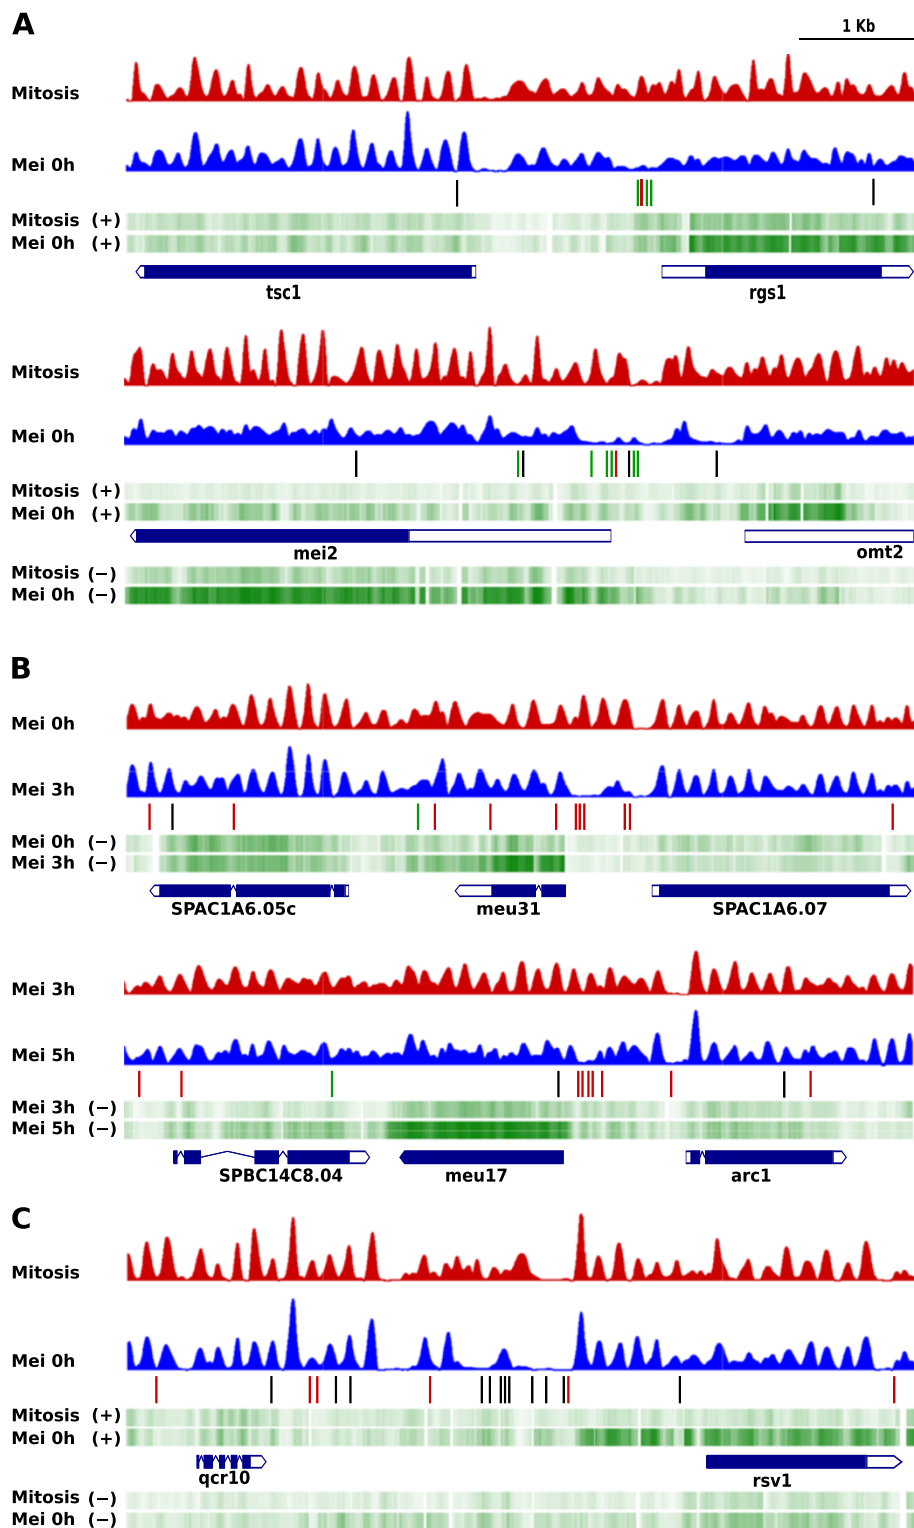 A
1 Kb
Mitosis
Mei 0h
Mitosis (+)
Mei 0h (+)
tsc1 rgs1
Mitosis
Mei 0h
Mitosis (+)
Mei 0h (+)
mei2 omt2
Mitosis (−)
Mei 0h (−)
B
Mei 0h
Mei 3h
Mei 0h (−)
Mei 3h (−)
SPAC1A6.05c meu31 SPAC1A6.07
Mei 3h
Mei 5h
Mei 3h (−)
Mei 5h (−)
SPBC14C8.04 meu17 arc1
C
Mitosis
Mei 0h
Mitosis (+)
Mei 0h (+)
qcr10 rsv1
Mitosis (−)
Mei 0h (−)